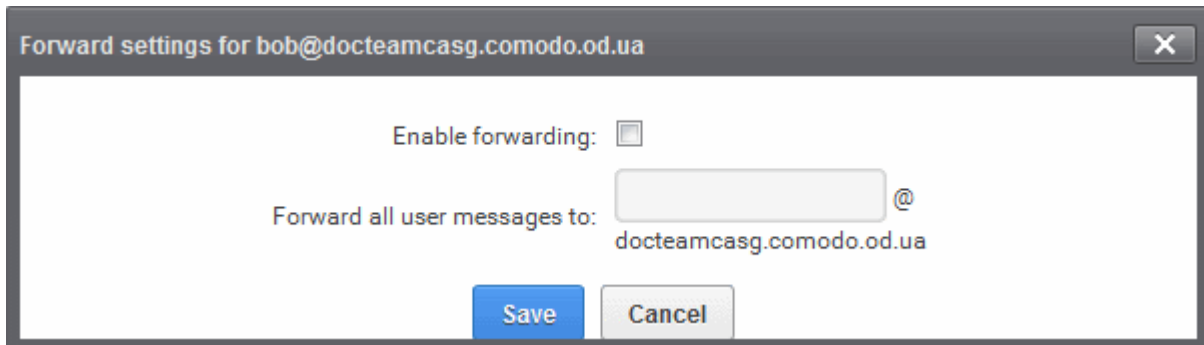 Forward settings for bob@docteamcasg.comodo.od.ua
Enable forwarding:
Forward all user messages to: @
docteamcasg.comodo.od.ua
Save Cancel